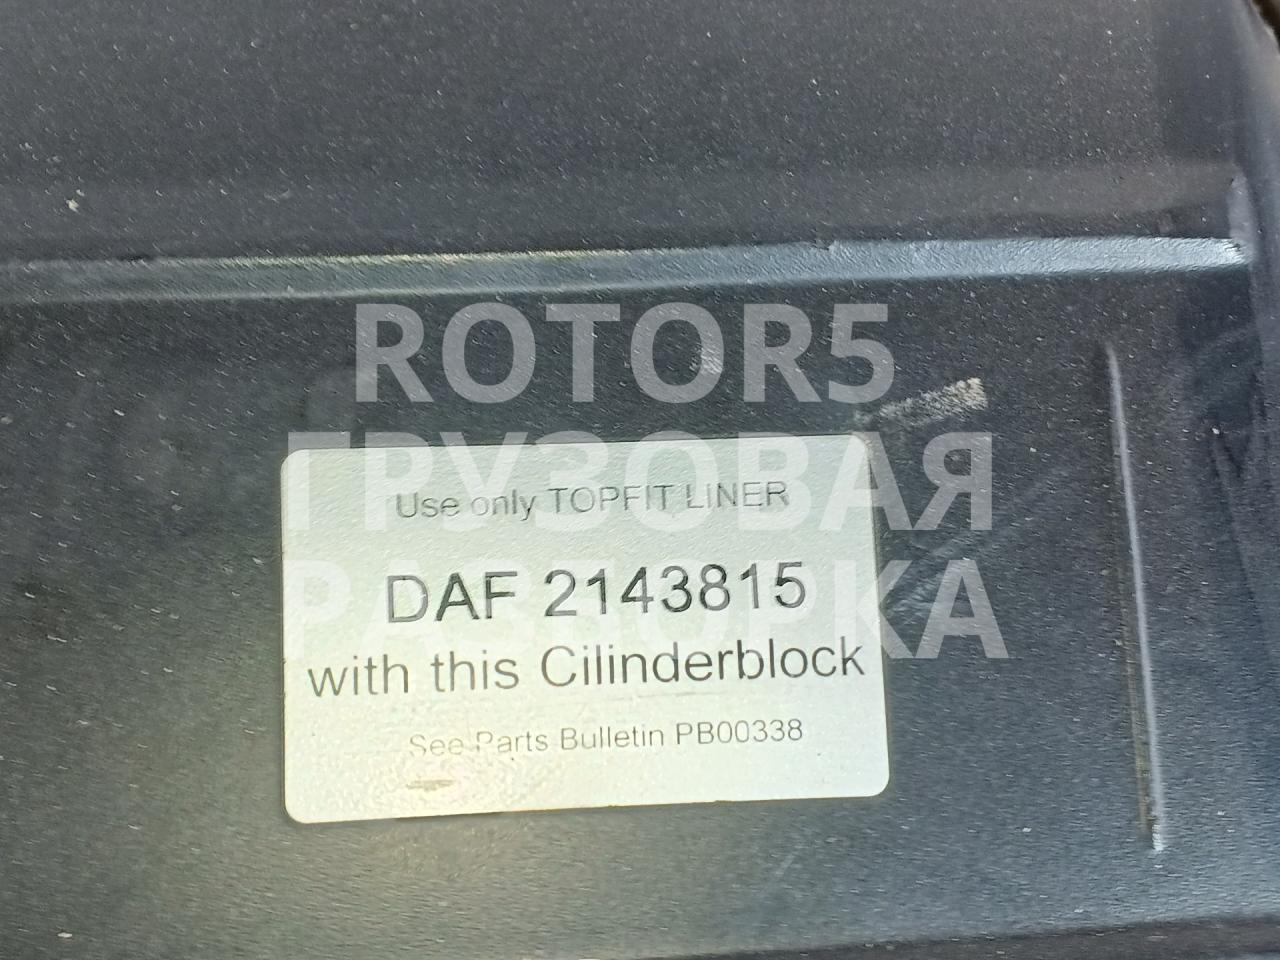 ROTOR5
ГРУЗОВАЯ
РАЗБОРКА
Use only TOPFIT LINER
DAF 2143815
with this Cilinderblock
See Parts Bulletin PB00338